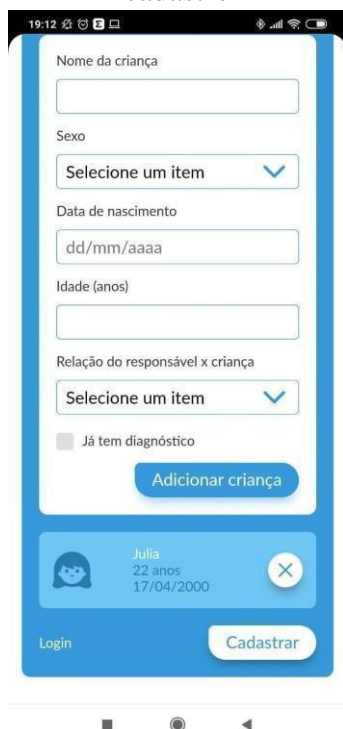 19:12
Nome da criança
Sexo
Selecione um item
Data de nascimento
dd/mm/aaaa
Idade (anos)
Relação do responsável x criança
Selecione um item
Já tem diagnóstico
Adicionar criança
Julia
22 anos
17/04/2000
Login
Cadastrar